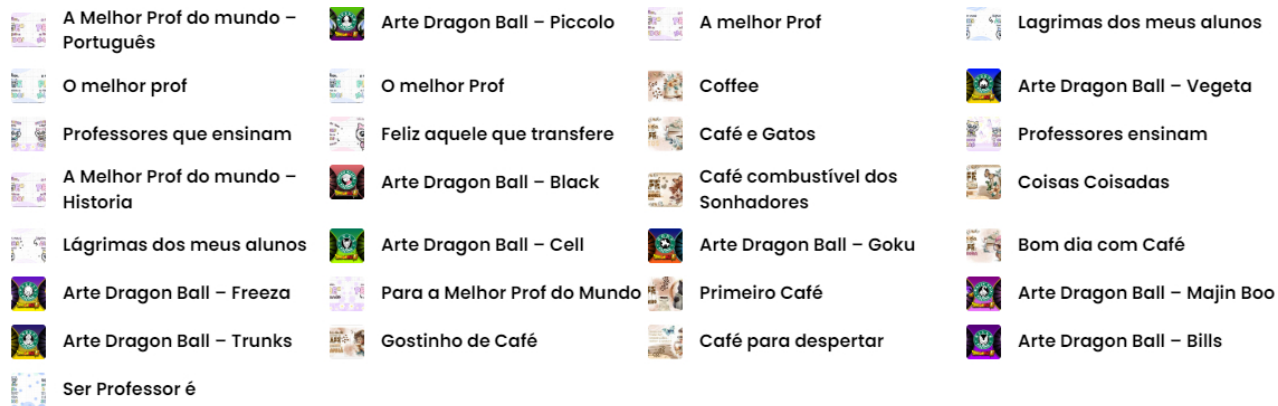 A Melhor Prof do mundo –
Português
Arte Dragon Ball – Piccolo
A melhor Prof
Lagrimas dos meus alunos
O melhor prof
O melhor Prof
Coffee
Arte Dragon Ball – Vegeta
Professores que ensinam
Feliz aquele que transfere
Café e Gatos
Professores ensinam
A Melhor Prof do mundo –
Historia
Arte Dragon Ball – Black
Café combustível dos
Sonhadores
Coisas Coisadas
Lágrimas dos meus alunos
Arte Dragon Ball – Cell
Arte Dragon Ball – Goku
Bom dia com Café
Arte Dragon Ball – Freeza
Para a Melhor Prof do Mundo
Primeiro Café
Arte Dragon Ball – Majin Boo
Arte Dragon Ball – Trunks
Gostinho de Café
Café para despertar
Arte Dragon Ball – Bills
Ser Professor é